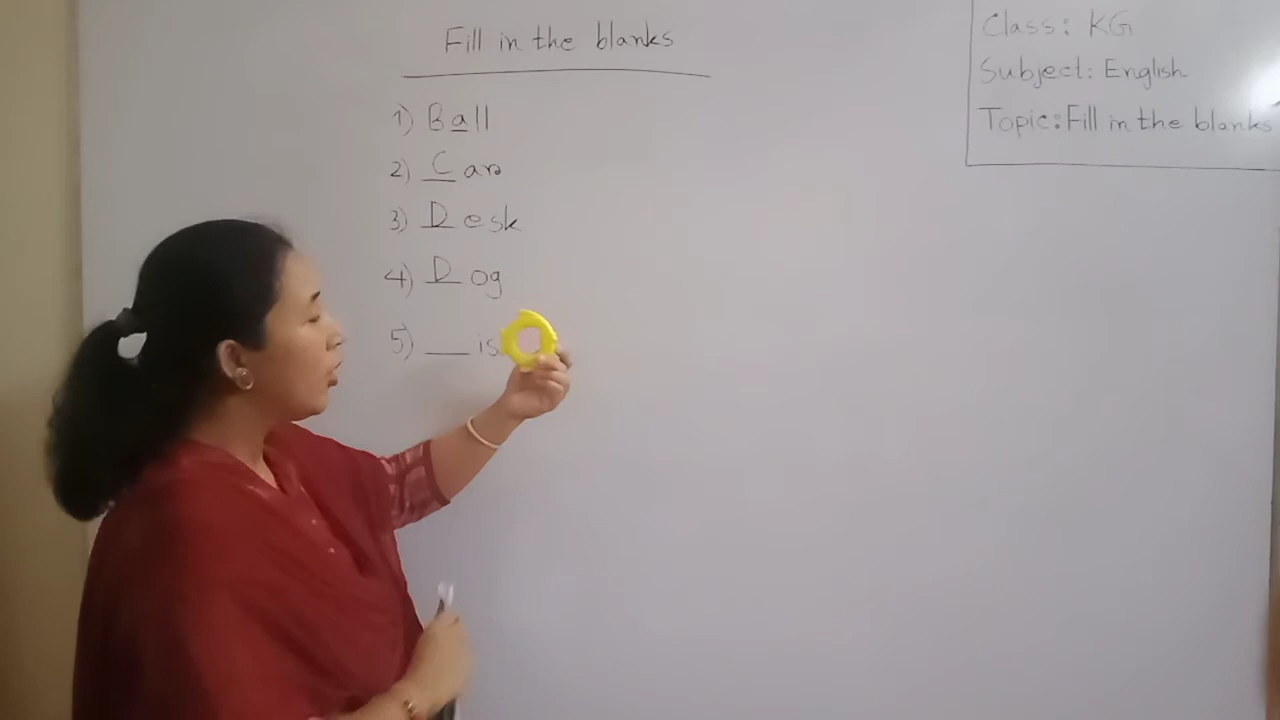 Fill in the blanks
1) Ball
2) Car
3) Desk
4) Dog
5) __ is
Class: KG
Subject: English
Topic: Fill in the blanks